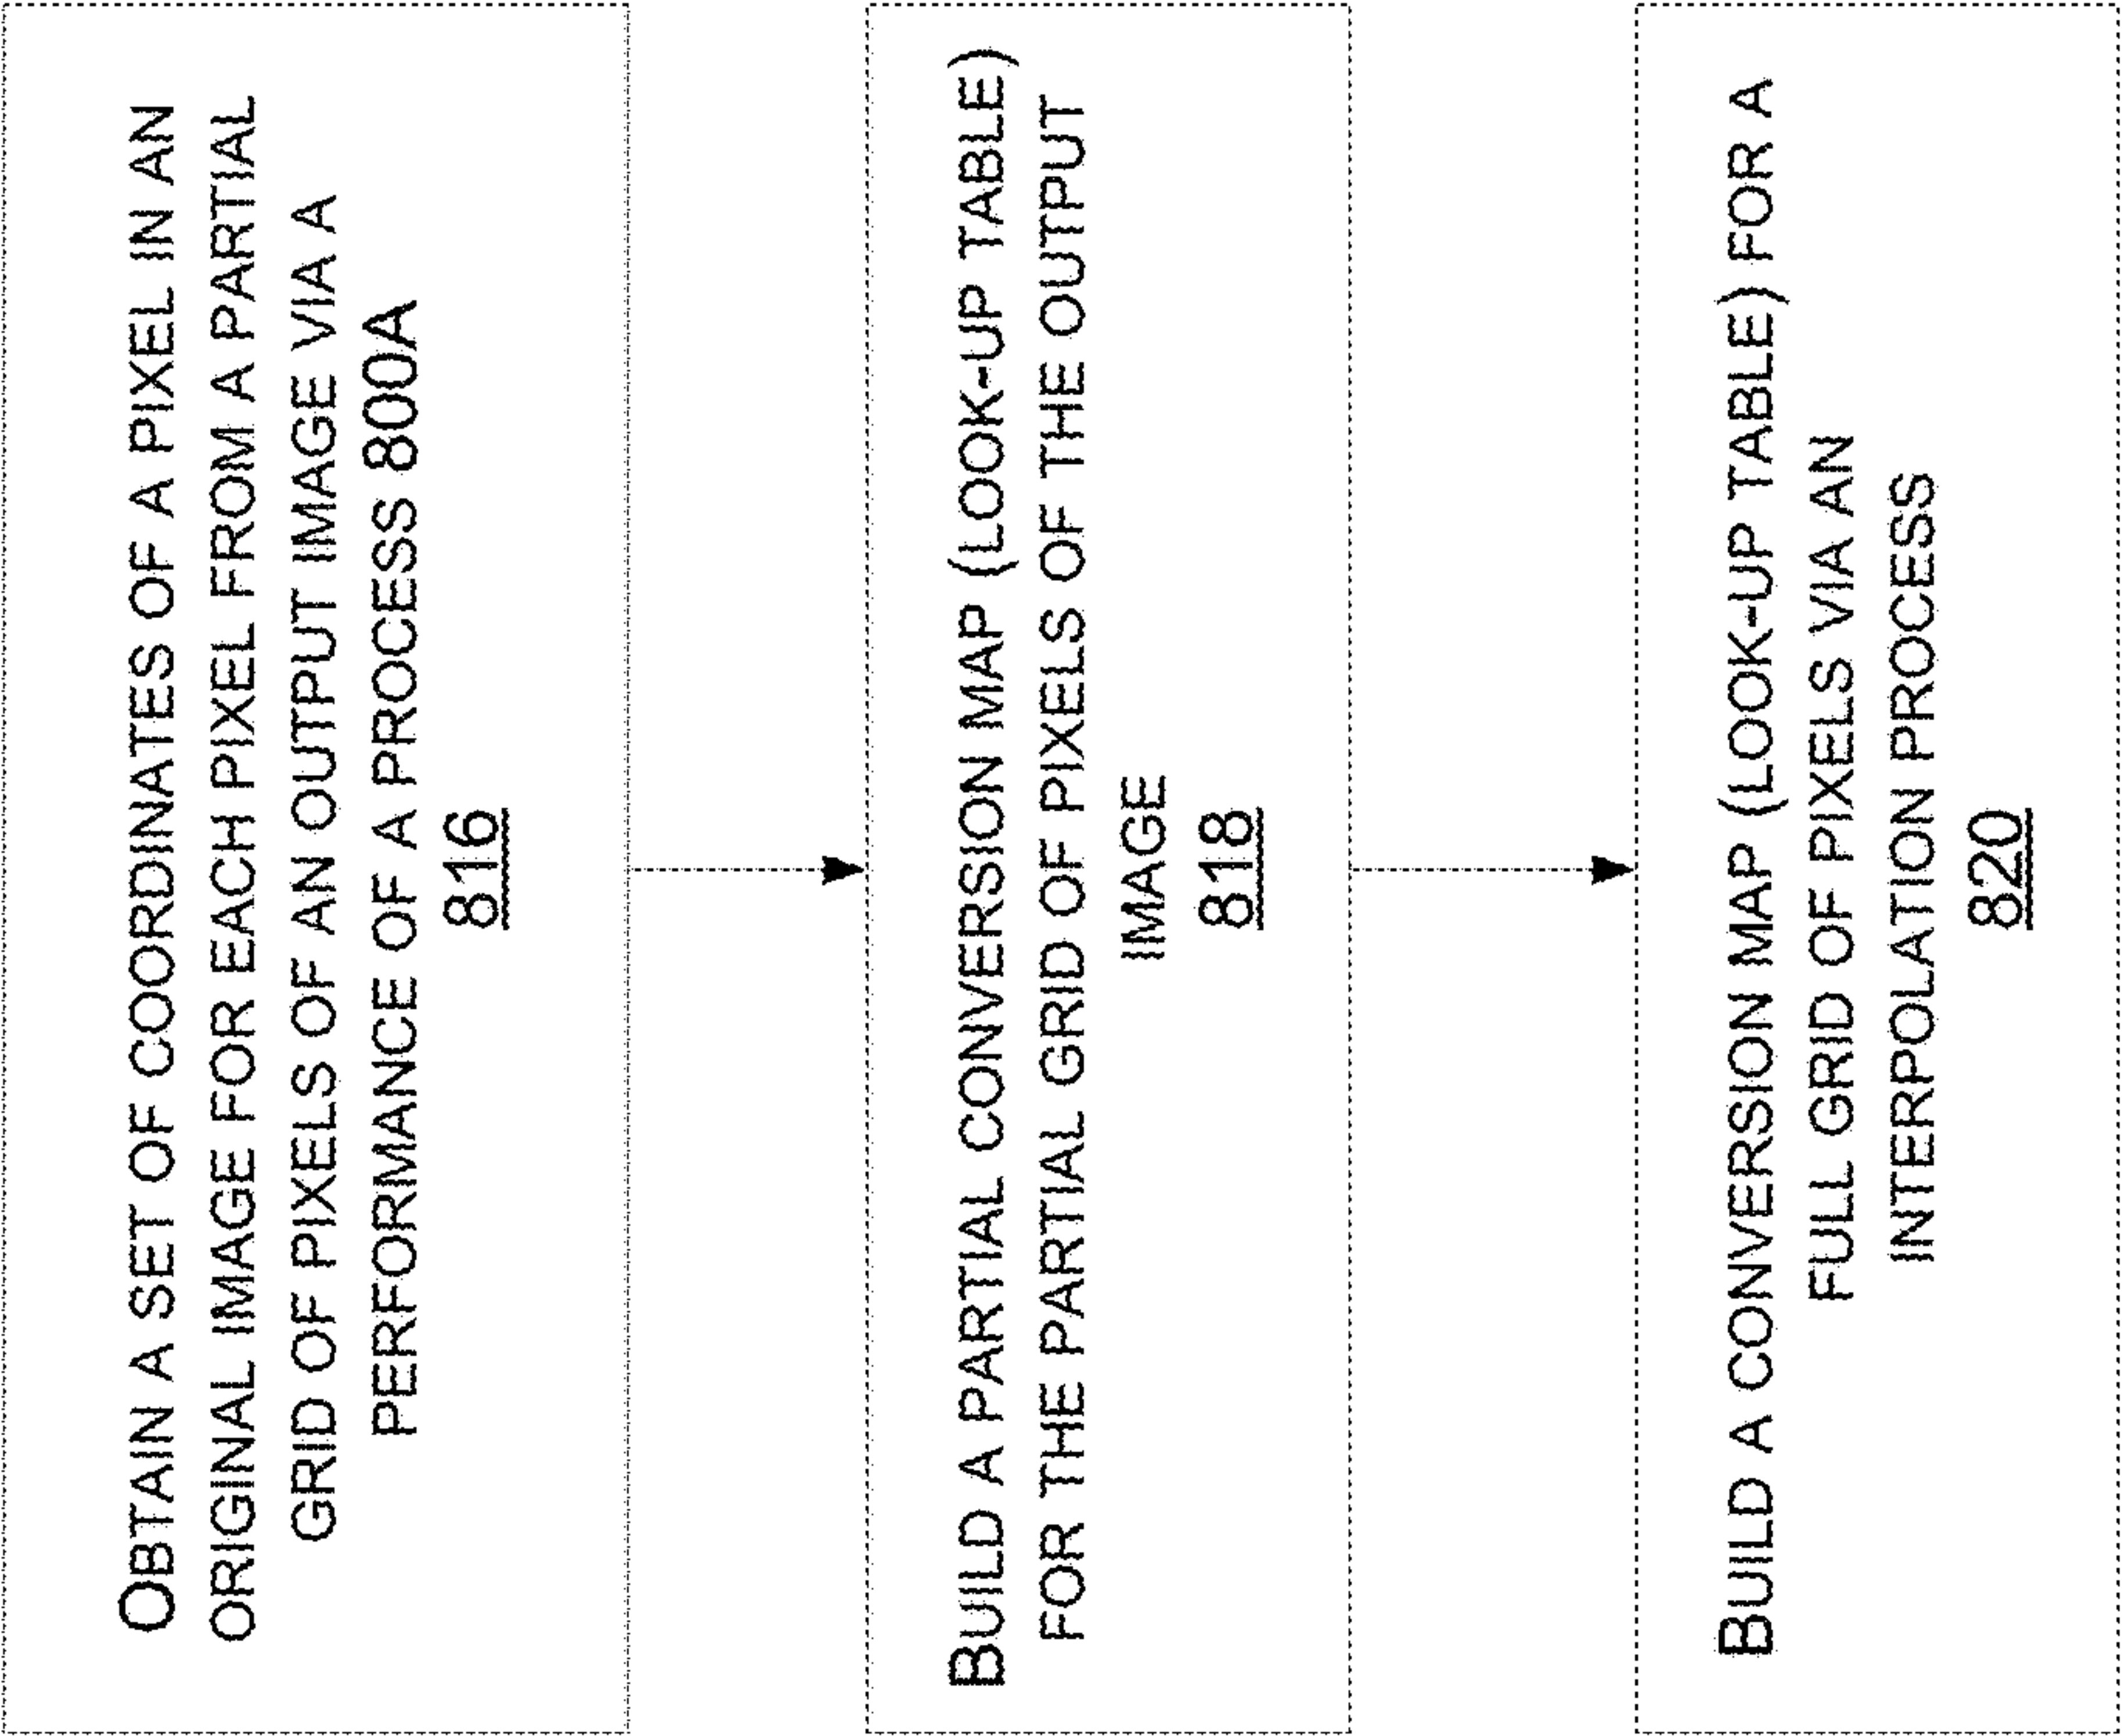 OBTAIN A SET OF COORDINATES OF A PIXEL IN AN
ORIGINAL IMAGE FOR EACH PIXEL FROM A PARTIAL
GRID OF PIXELS OF AN OUTPUT IMAGE VIA A
PERFORMANCE OF A PROCESS 800A
816
BUILD A PARTIAL CONVERSION MAP (LOOK-UP TABLE)
FOR THE PARTIAL GRID OF PIXELS OF THE OUTPUT
IMAGE
818
BUILD A CONVERSION MAP (LOOK-UP TABLE) FOR A
FULL GRID OF PIXELS VIA AN
INTERPOLATION PROCESS
820